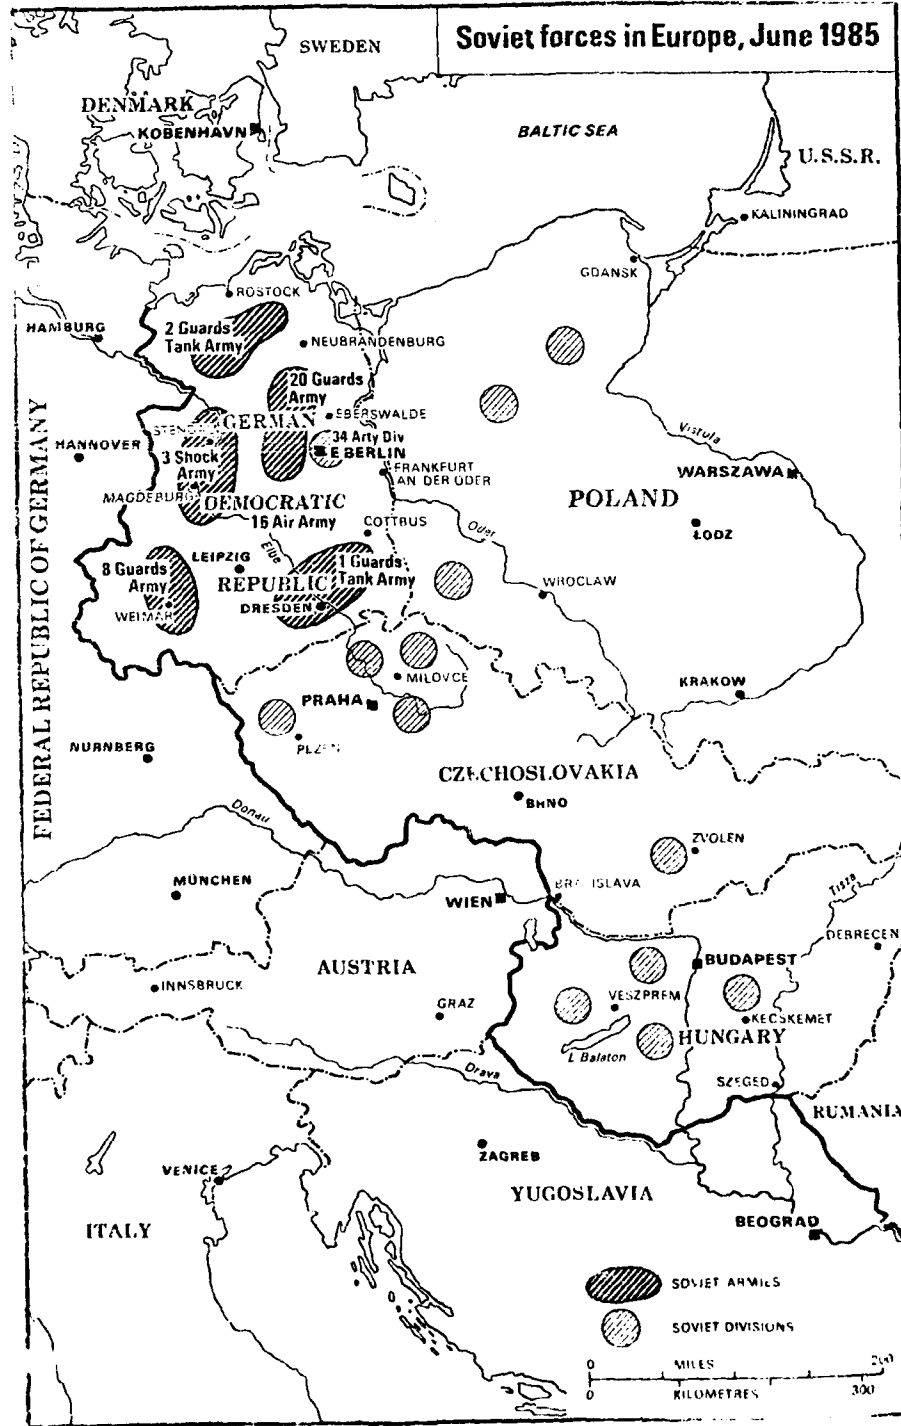 Soviet forces in Europe, June 1985
SWEDEN
DENMARK
KOBENHAVN
BALTIC SEA
U.S.S.R.
KALININGRAD
GDANSK
ROSTOCK
HAMBURG
2 Guards
Tank Army
NEUBRANDENBURG
20 Guards
Army
EBERSWALDE
GERMAN
34 Arty Div
E BERLIN
HANNOVER
3 Shock
Army
FRANKFURT
AN DER ODER
Vistula
WARSZAWA
MAGDEBURG
DEMOCRATIC
16 Air Army
POLAND
COTTBUS
Oder
ŁODZ
FEDERAL REPUBLIC OF GERMANY
8 Guards
Army
LEIPZIG
Elbe
1 Guards
Tank Army
REPUBLIC
WROCLAW
WEIMAR
DRESDEN
MILOVCE
KRAKOW
PRAHA
NURNBERG
CZECHOSLOVAKIA
BRNO
Donau
ZVOLEN
MÜNCHEN
WIEN
Tisza
DEBRECEN
AUSTRIA
BUDAPEST
INNSBRUCK
VESZPREM
GRAZ
KECSKEMET
HUNGARY
L Balaton
Drava
SZEGED
RUMANIA
ZAGREB
VENICE
YUGOSLAVIA
ITALY
BEOGRAD
SOVIET ARMIES
SOVIET DIVISIONS
0 MILES 200
0 KILOMETRES 300